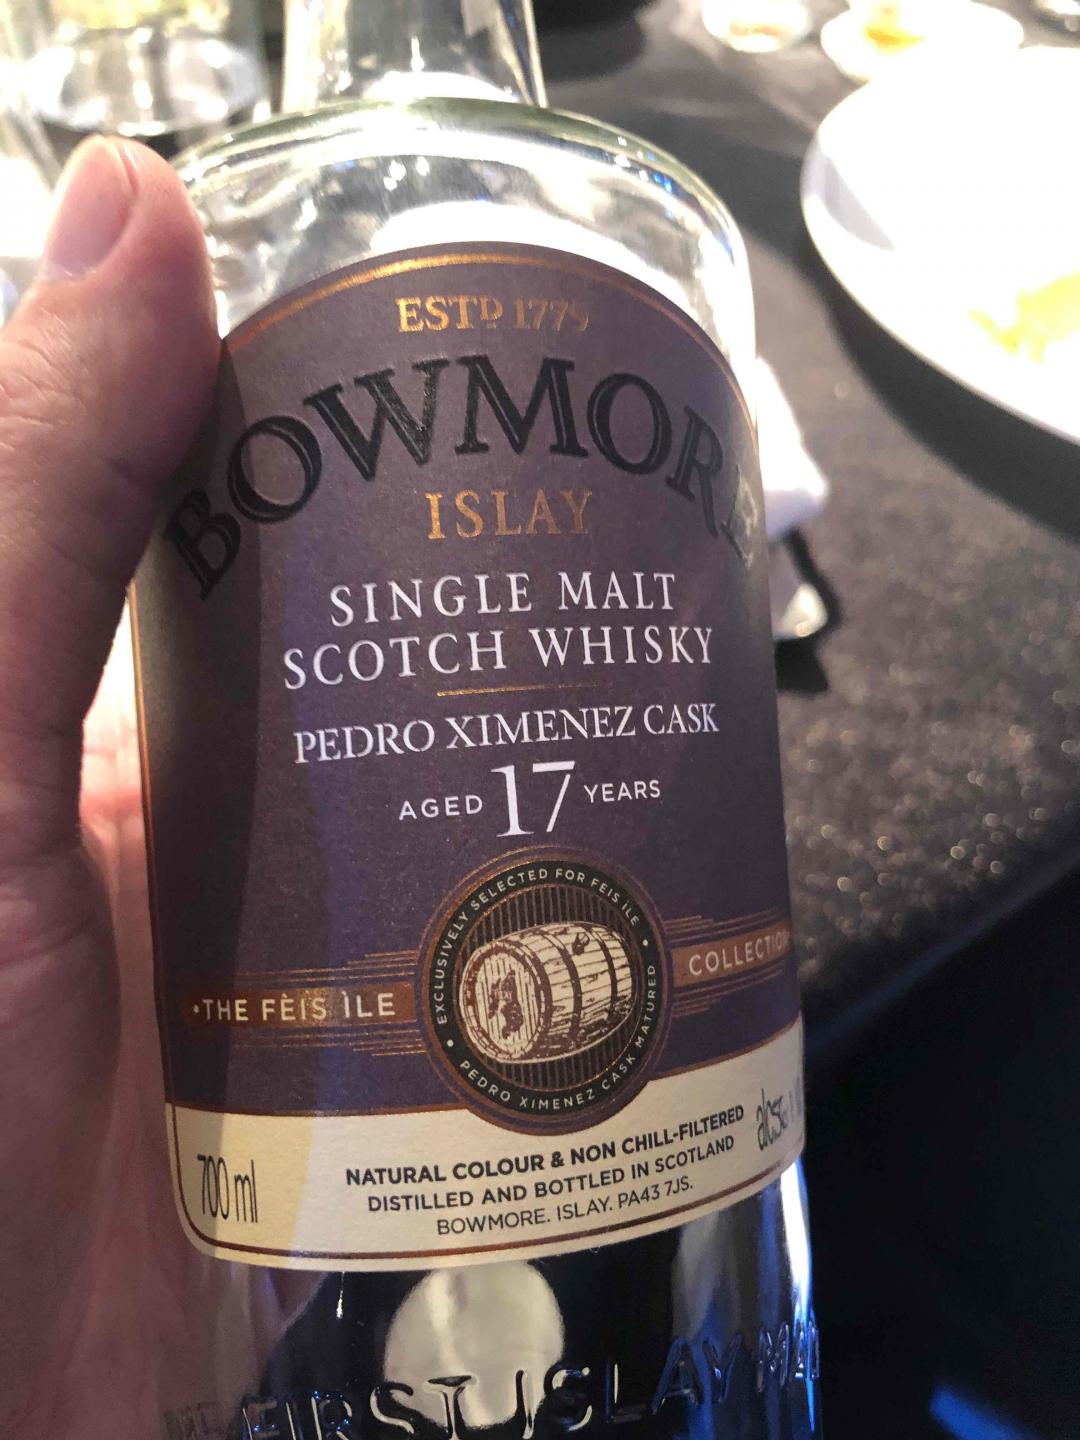 ESTD 1779
BOWMORE
ISLAY
SINGLE MALT
SCOTCH WHISKY
PEDRO XIMENEZ CASK
AGED 17 YEARS
EXCLUSIVELY SELECTED FOR FEIS ILE
PEDRO XIMENEZ CASK MATURED
THE FÈIS ÌLE
COLLECTION
700 ml
NATURAL COLOUR & NON CHILL-FILTERED
DISTILLED AND BOTTLED IN SCOTLAND
BOWMORE. ISLAY. PA43 7JS.
FIRST ISLAY